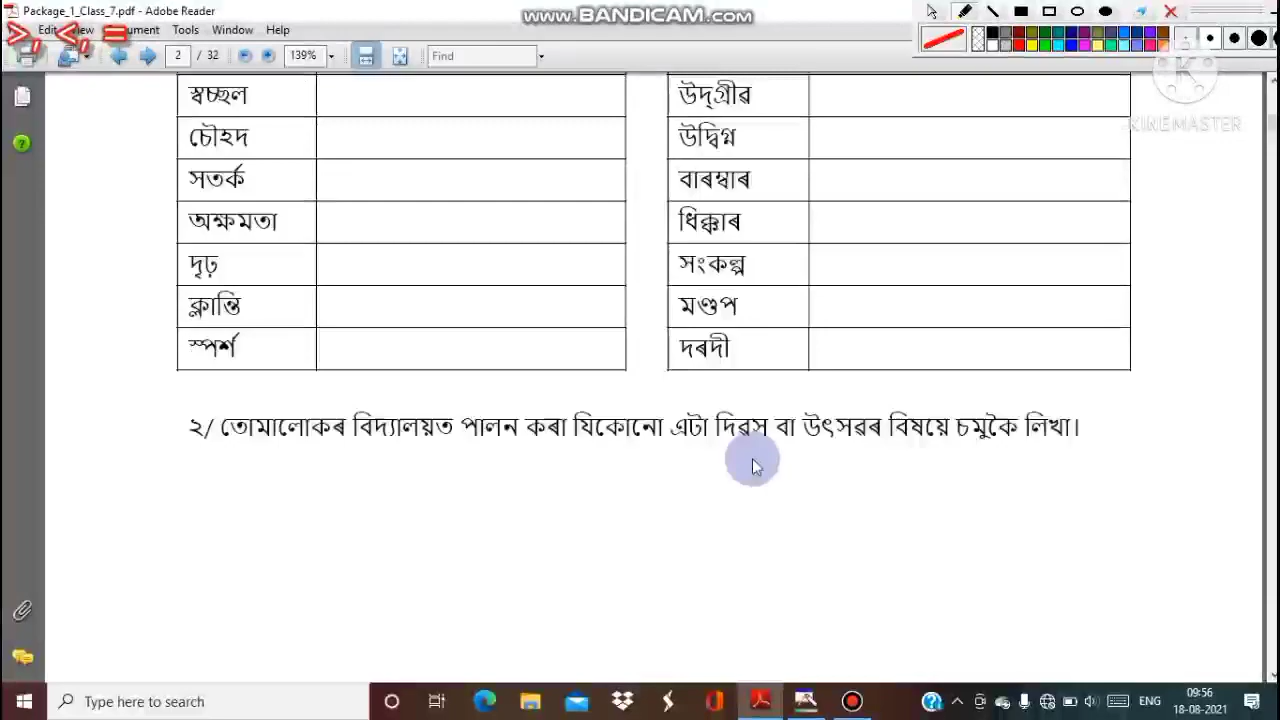 Package_1_Class_7.pdf - Adobe Reader
www.BANDICAM.com
Edit View Document Tools Window Help
2 / 32 139% Find
KINEMASTER
স্বচ্ছল উদ্‌গ্ৰীৱ
চৌহদ উদ্বিগ্ন
সতৰ্ক বাৰম্বাৰ
অক্ষমতা ধিক্কাৰ
দৃঢ় সংকল্প
ক্লান্তি মণ্ডপ
স্পৰ্শ দৰদী
২/ তোমালোকৰ বিদ্যালয়ত পালন কৰা যিকোনো এটা দিৱস বা উৎসৱৰ বিষয়ে চমুকৈ লিখা।
Type here to search
ENG
09:56
18-08-2021